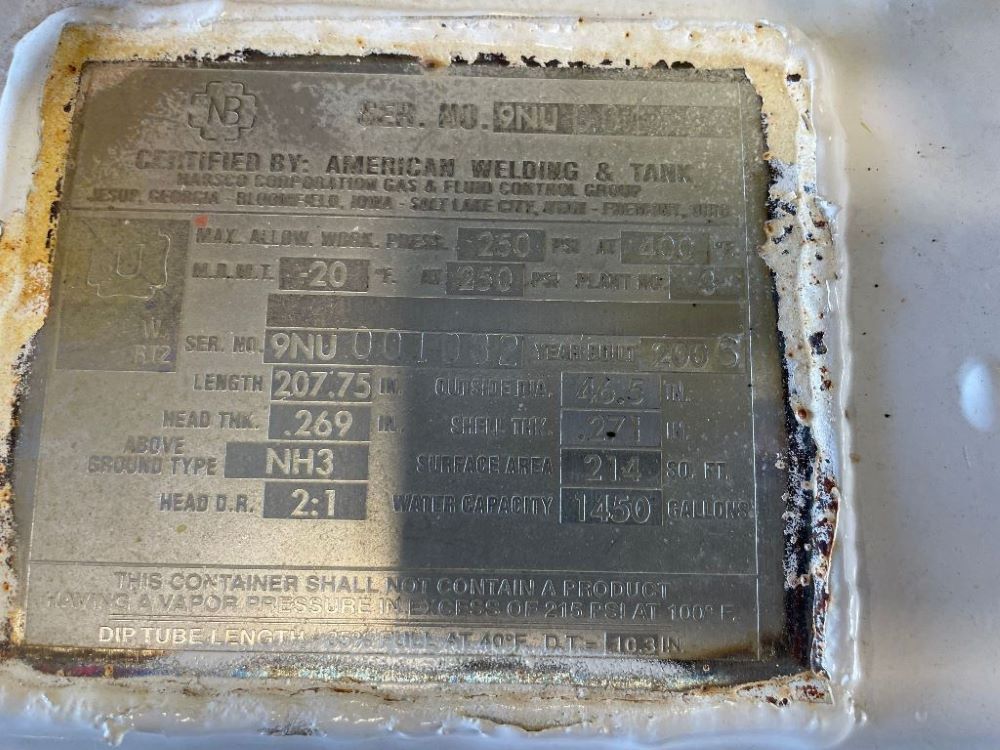 NB
SER. NO. 9NU
CERTIFIED BY: AMERICAN WELDING & TANK
HARSCO CORPORATION GAS & FLUID CONTROL GROUP
JESUP, GEORGIA - BLOOMFIELD, IOWA - SALT LAKE CITY, UTAH - FREMONT, OHIO
U
MAX. ALLOW. WORK. PRESS. 250 PSI AT 400 °F.
M.D.M.T. -20 °F. AT 250 PSI PLANT NO.
W
SER. NO. 9NU 001032 YEAR BUILT 2005
LENGTH 207.75 IN. OUTSIDE DIA. 46.5 IN.
HEAD THK. .269 IN. SHELL THK. .271 IN.
ABOVE
GROUND TYPE NH3 SURFACE AREA 214 SQ. FT.
HEAD D.R. 2:1 WATER CAPACITY 1450 GALLONS
THIS CONTAINER SHALL NOT CONTAIN A PRODUCT
HAVING A VAPOR PRESSURE IN EXCESS OF 215 PSI AT 100° F.
DIP TUBE LENGTH 85% FULL AT 40°F. D.T.= 10.3 IN.